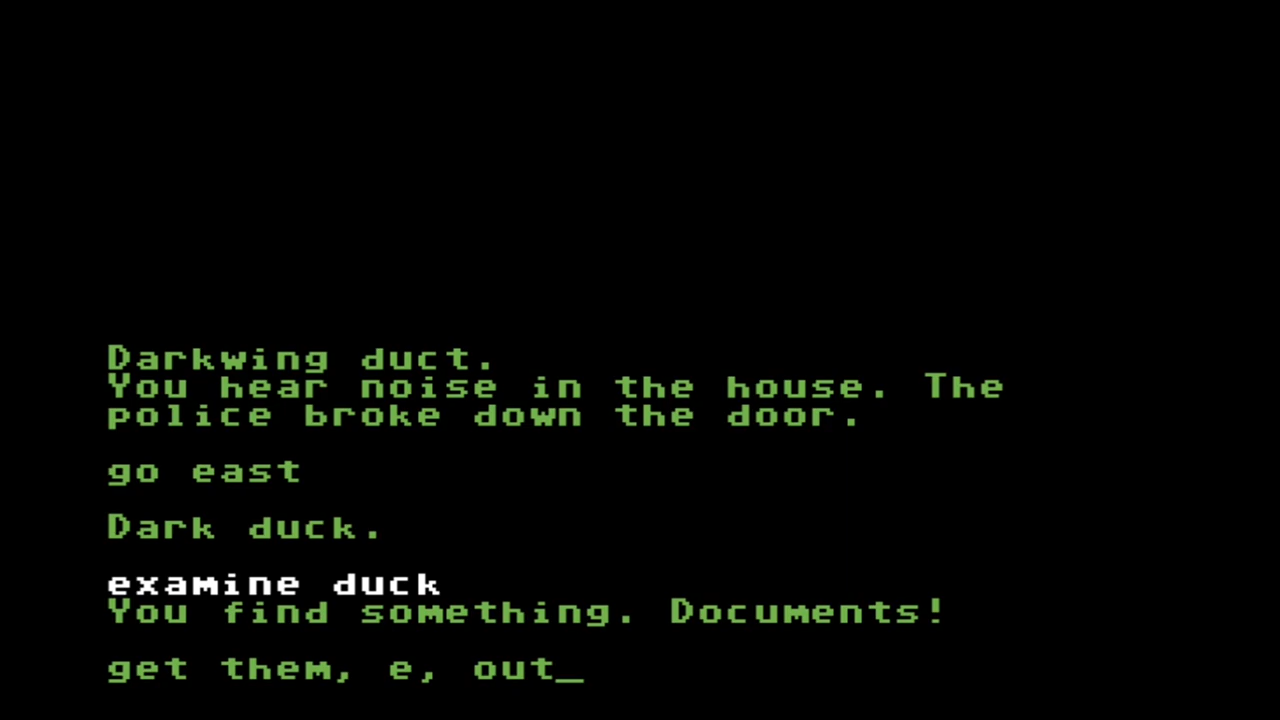 Darkwing duct.
You hear noise in the house. The
police broke down the door.
go east
Dark duck.
examine duck
You find something. Documents!
get them, e, out_